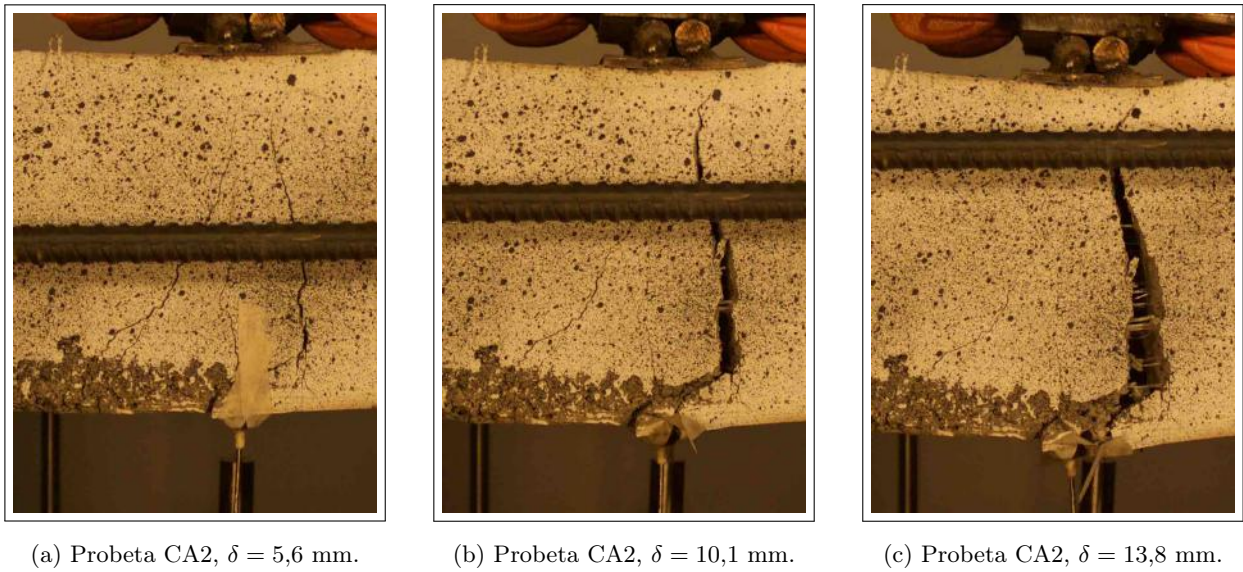 (a) Probeta CA2, δ = 5,6 mm.
(b) Probeta CA2, δ = 10,1 mm.
(c) Probeta CA2, δ = 13,8 mm.